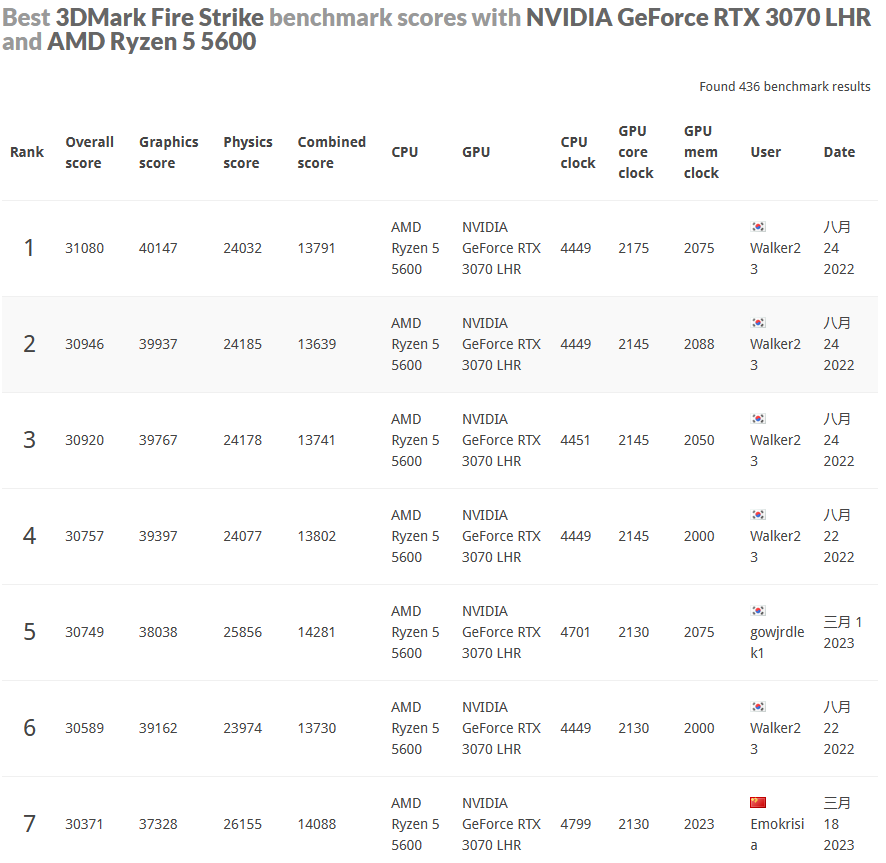 Best 3DMark Fire Strike benchmark scores with NVIDIA GeForce RTX 3070 LHR
and AMD Ryzen 5 5600
Found 436 benchmark results
Rank Overall score Graphics score Physics score Combined score CPU GPU CPU clock GPU core clock GPU mem clock User Date
1 31080 40147 24032 13791 AMD Ryzen 5 5600 NVIDIA GeForce RTX 3070 LHR 4449 2175 2075 Walker23 八月 24 2022
2 30946 39937 24185 13639 AMD Ryzen 5 5600 NVIDIA GeForce RTX 3070 LHR 4449 2145 2088 Walker23 八月 24 2022
3 30920 39767 24178 13741 AMD Ryzen 5 5600 NVIDIA GeForce RTX 3070 LHR 4451 2145 2050 Walker23 八月 24 2022
4 30757 39397 24077 13802 AMD Ryzen 5 5600 NVIDIA GeForce RTX 3070 LHR 4449 2145 2000 Walker23 八月 22 2022
5 30749 38038 25856 14281 AMD Ryzen 5 5600 NVIDIA GeForce RTX 3070 LHR 4701 2130 2075 gowjrdlek1 三月 1 2023
6 30589 39162 23974 13730 AMD Ryzen 5 5600 NVIDIA GeForce RTX 3070 LHR 4449 2130 2000 Walker23 八月 22 2022
7 30371 37328 26155 14088 AMD Ryzen 5 5600 NVIDIA GeForce RTX 3070 LHR 4799 2130 2023 Emokrisia 三月 18 2023